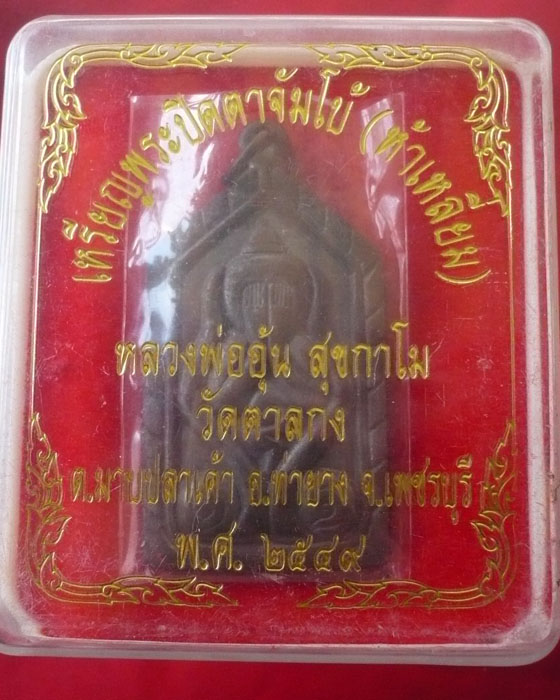 เหรียญพระปิดตาจัมโบ้ (ห้าเหลี่ยม)
หลวงพ่ออุ้น สุขกาโม
วัดตาลกง
ต.มาบปลาเค้า อ.ท่ายาง จ.เพชรบุรี
พ.ศ. ๒๕๔๙